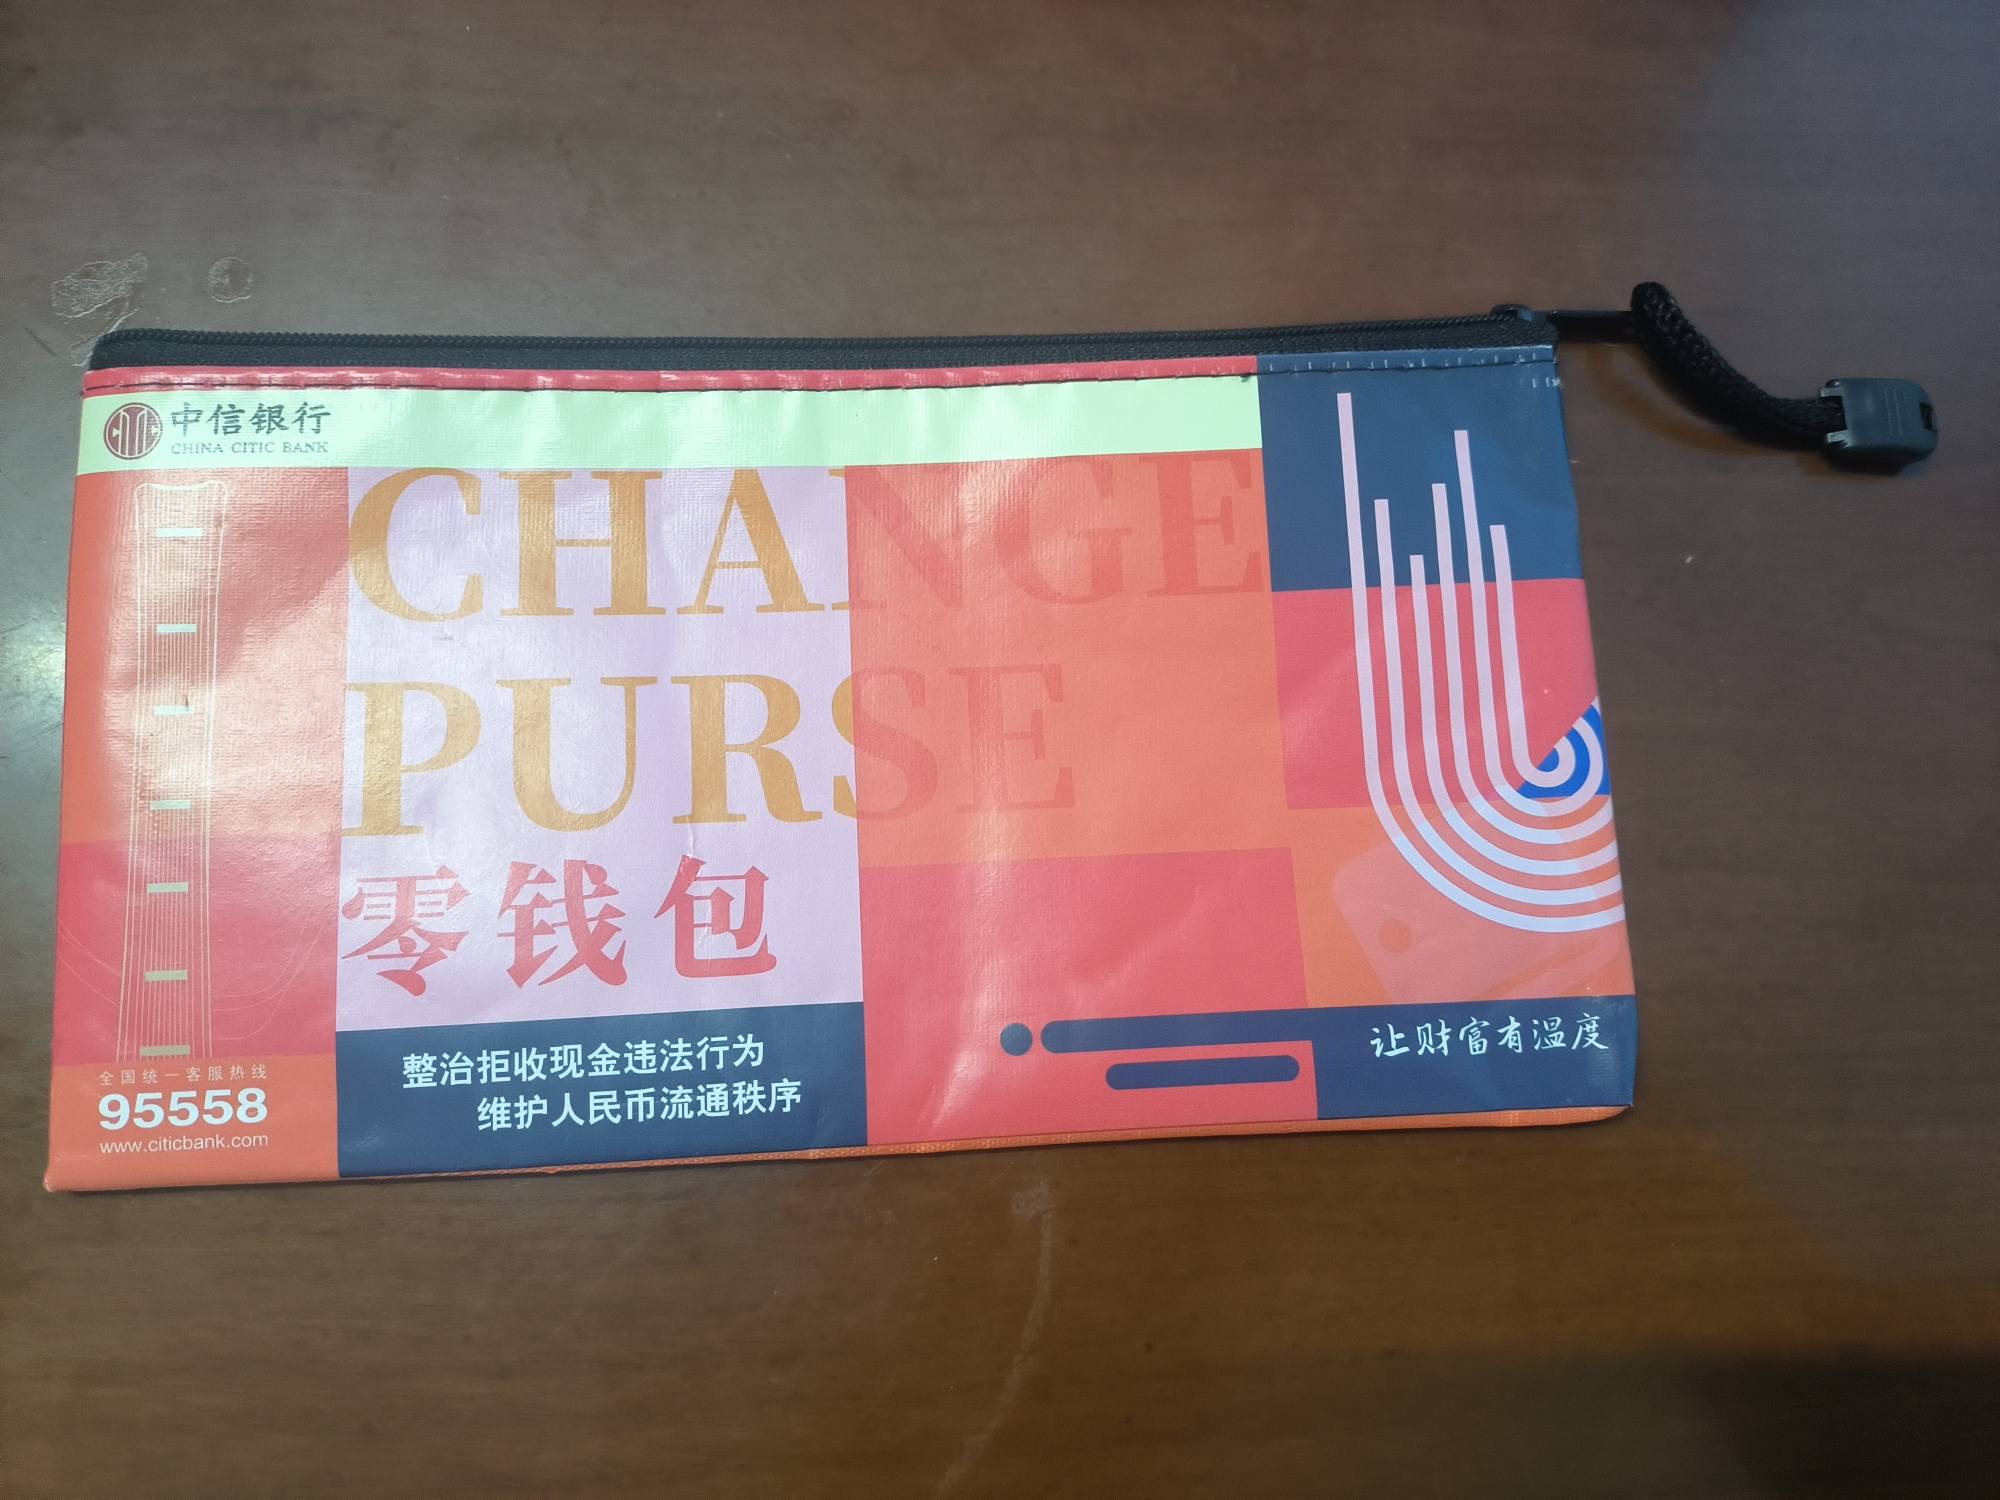 中信银行
CHINA CITIC BANK
CHANGE
PURSE
零钱包
整治拒收现金违法行为
维护人民币流通秩序
全国统一客服热线
95558
www.citicbank.com
让财富有温度